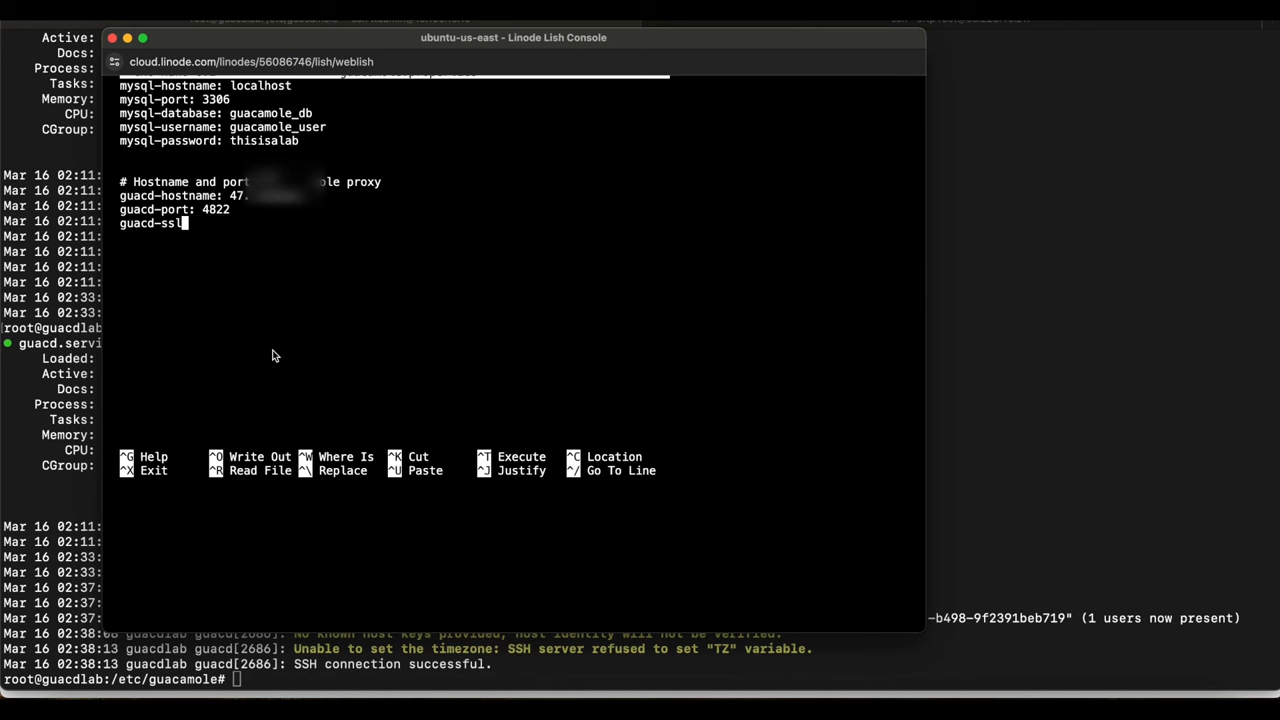 Active:
Docs:
Process:
Tasks:
Memory:
CPU:
CGroup:
Mar 16 02:11:
Mar 16 02:11:
Mar 16 02:11:
Mar 16 02:11:
Mar 16 02:11:
Mar 16 02:11:
Mar 16 02:11:
Mar 16 02:11:
Mar 16 02:33:
Mar 16 02:33:
root@guacdlab
guacd.servi
Loaded:
Active:
Docs:
Process:
Tasks:
Memory:
CPU:
CGroup:
Mar 16 02:11:
Mar 16 02:11:
Mar 16 02:33:
Mar 16 02:33:
Mar 16 02:37:
Mar 16 02:37:
-b498-9f2391beb719" (1 users now present)
Mar 16 02:38:08 guacdlab guacd[2686]: No known host keys provided, host identity will not be verified.
Mar 16 02:38:13 guacdlab guacd[2686]: Unable to set the timezone: SSH server refused to set "TZ" variable.
Mar 16 02:38:13 guacdlab guacd[2686]: SSH connection successful.
root@guacdlab:/etc/guacamole#
ubuntu-us-east - Linode Lish Console
cloud.linode.com/linodes/56086746/lish/weblish
mysql-hostname: localhost
mysql-port: 3306
mysql-database: guacamole_db
mysql-username: guacamole_user
mysql-password: thisisalab
# Hostname and port ole proxy
guacd-hostname: 47.
guacd-port: 4822
guacd-ssl
^G Help ^O Write Out ^W Where Is ^K Cut ^T Execute ^C Location
^X Exit ^R Read File ^\ Replace ^U Paste ^J Justify ^/ Go To Line